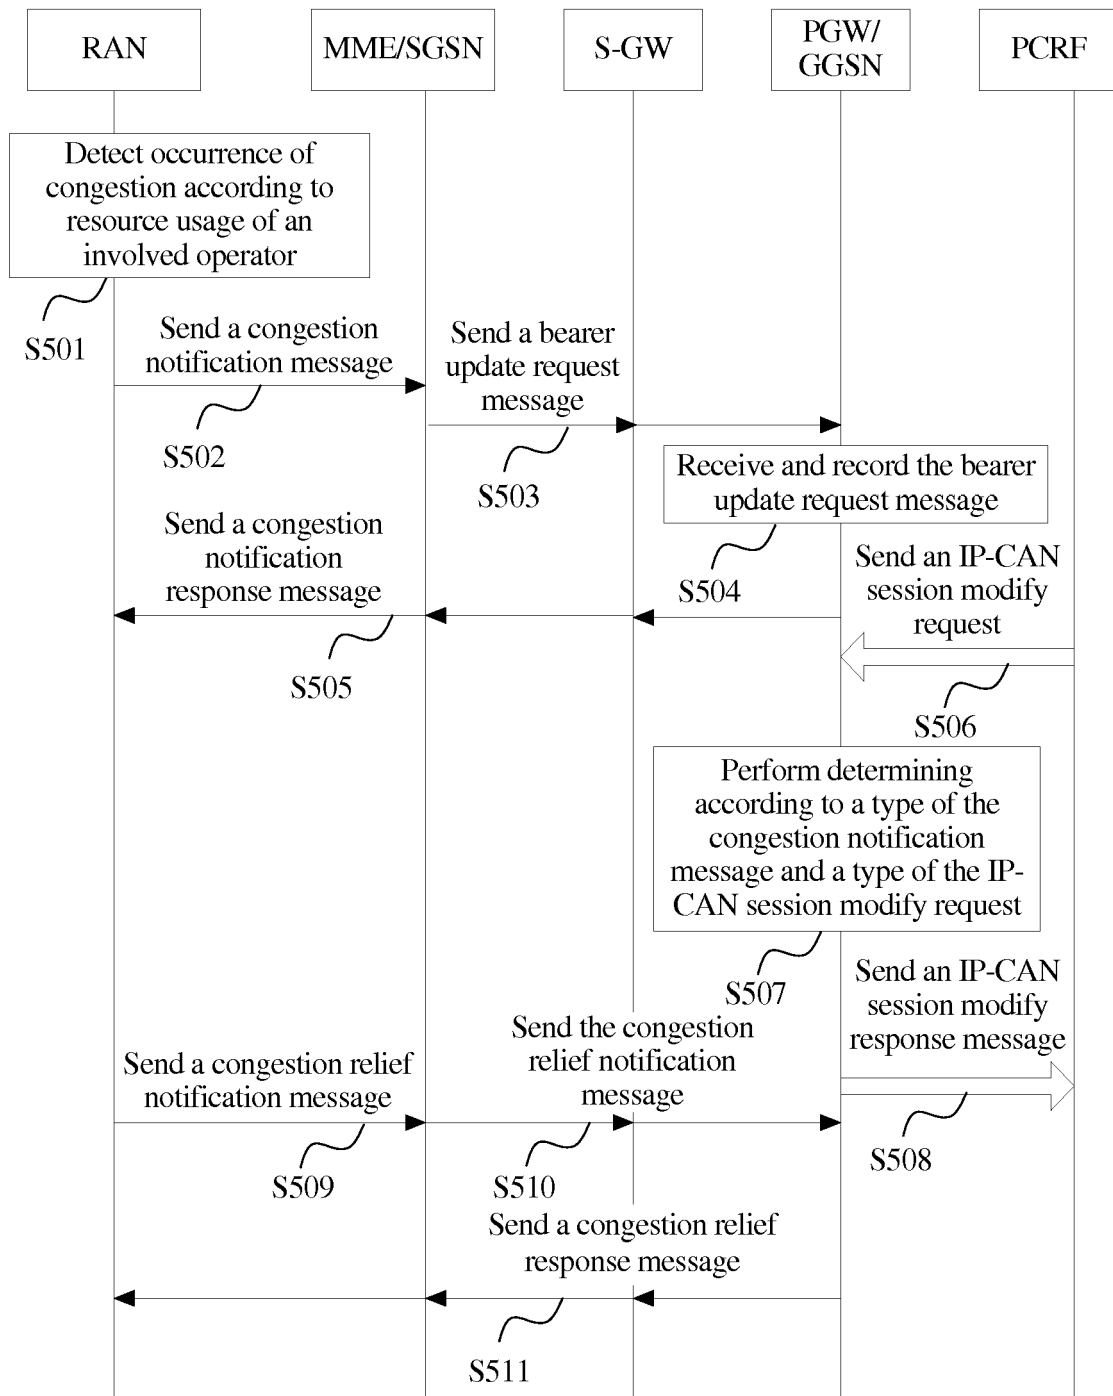 RAN
MME/SGSN
S-GW
PGW/
GGSN
PCRF
Detect occurrence of
congestion according to
resource usage of an
involved operator
S501
Send a congestion
notification message
S502
Send a bearer
update request
message
S503
Receive and record the bearer
update request message
S504
Send a congestion
notification
response message
S505
Send an IP-CAN
session modify
request
S506
Perform determining
according to a type of the
congestion notification
message and a type of the IP-
CAN session modify request
S507
Send an IP-CAN
session modify
response message
S508
Send a congestion relief
notification message
S509
Send the congestion
relief notification
message
S510
Send a congestion relief
response message
S511